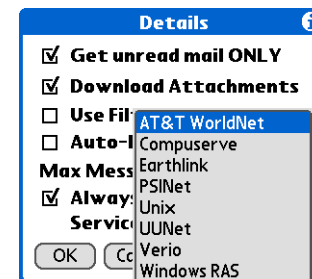 Details
Get unread mail ONLY
Download Attachments
Use Fil
Auto-
Max Mess
Always
Servic
OK
AT&T WorldNet
Compuserve
Earthlink
PSINet
Unix
UUNet
Verio
Windows RAS